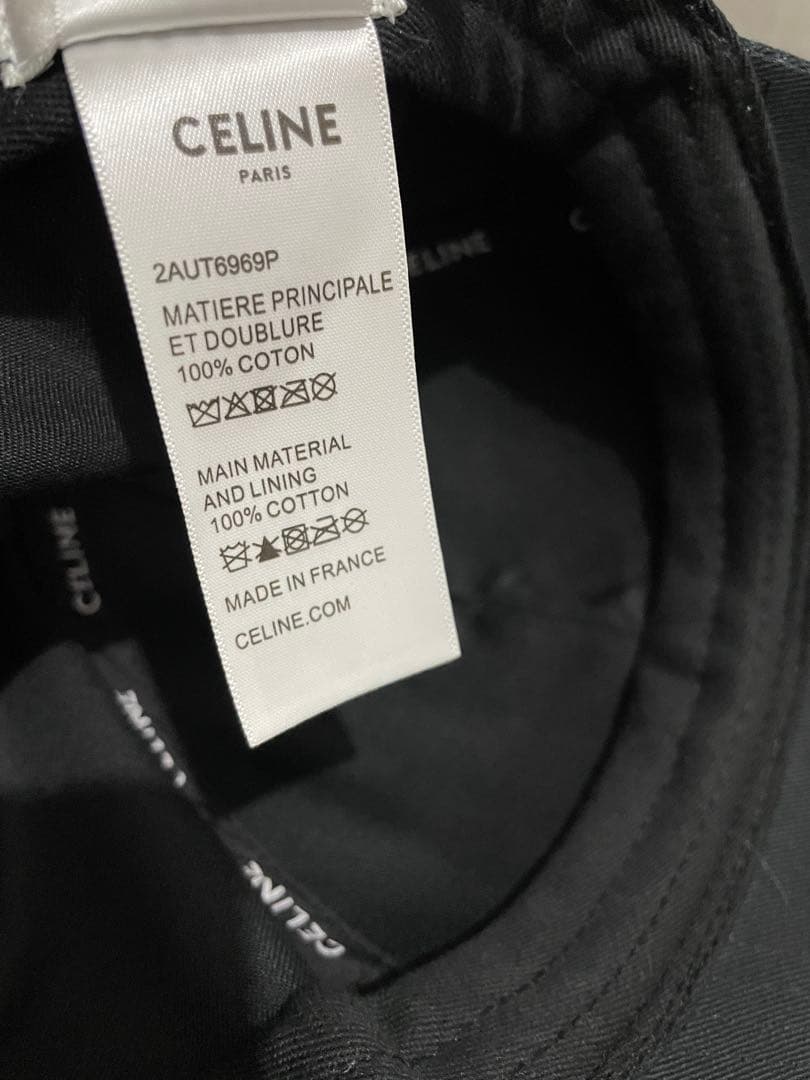 CELINE
PARIS
2AUT6969P
MATIERE PRINCIPALE
ET DOUBLURE
100% COTON
MAIN MATERIAL
AND LINING
100% COTTON
MADE IN FRANCE
CELINE.COM
CELINE
CELINE
CELINE